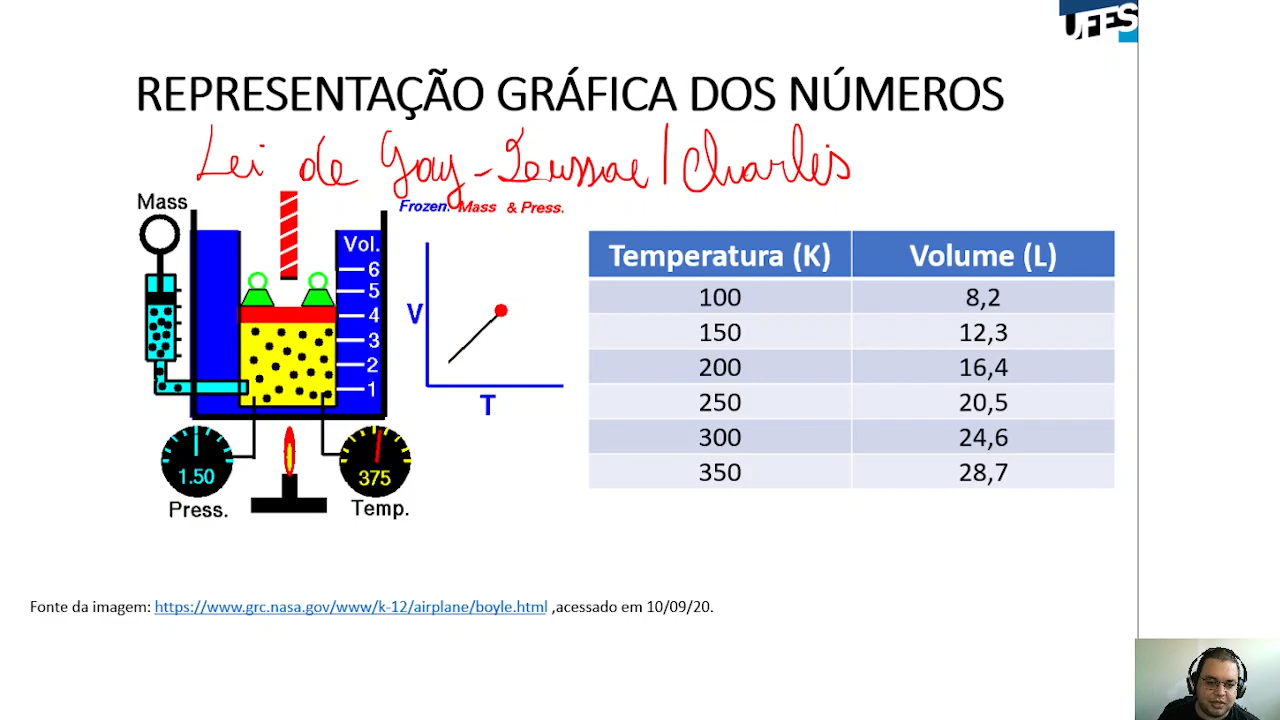 UFES
REPRESENTAÇÃO GRÁFICA DOS NÚMEROS
Lei de Gay-Loussac/Charles
Mass
Frozen: Mass & Press.
Vol.
6
5
4
3
2
1
V
T
1.50
Press.
375
Temp.
Temperatura (K) Volume (L)
100 8,2
150 12,3
200 16,4
250 20,5
300 24,6
350 28,7
Fonte da imagem: https://www.grc.nasa.gov/www/k-12/airplane/boyle.html ,acessado em 10/09/20.